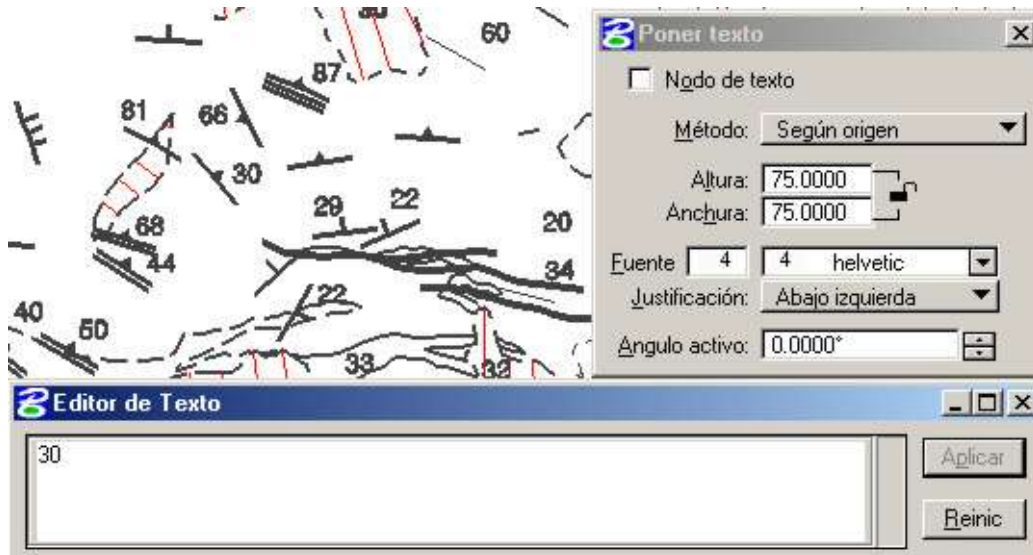 30
60
87
81
66
30
29
22
20
68
44
34
22
40
50
33
32
Poner texto
Nodo de texto
Método: Según origen
Altura: 75.0000
Anchura: 75.0000
Fuente 4 4 helvetic
Justificación: Abajo izquierda
Angulo activo: 0.0000°
Editor de Texto
30
Aplicar
Reinic